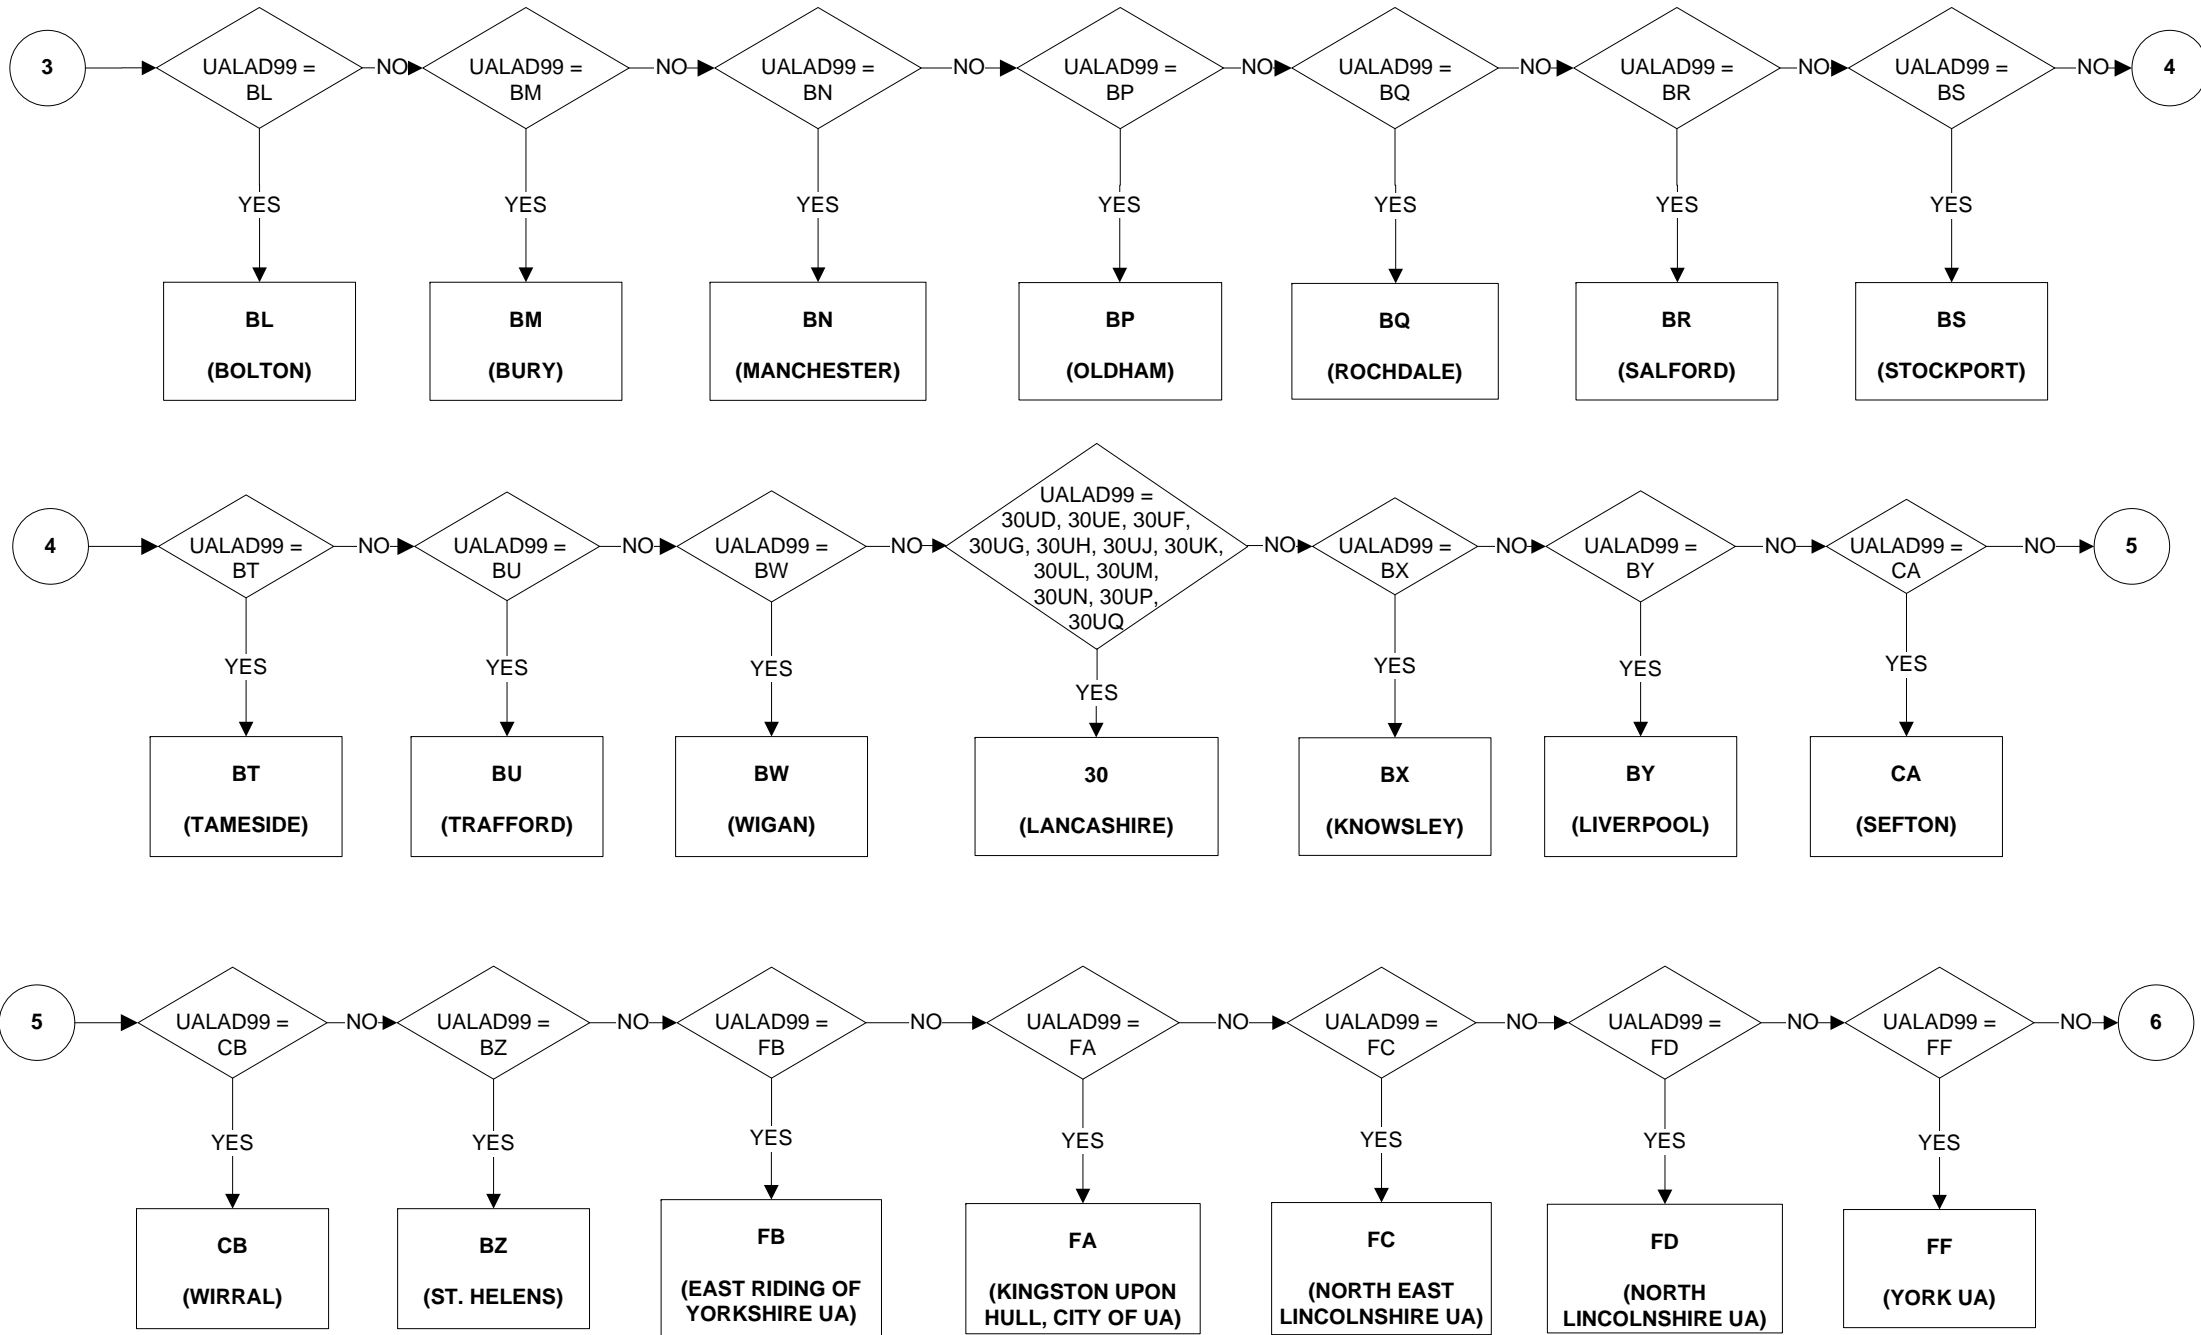 3
UALAD99 =
BL
NO
UALAD99 =
BM
NO
UALAD99 =
BN
NO
UALAD99 =
BP
NO
UALAD99 =
BQ
NO
UALAD99 =
BR
NO
UALAD99 =
BS
NO
4
YES
YES
YES
YES
YES
YES
YES
BL
(BOLTON)
BM
(BURY)
BN
(MANCHESTER)
BP
(OLDHAM)
BQ
(ROCHDALE)
BR
(SALFORD)
BS
(STOCKPORT)
4
UALAD99 =
BT
NO
UALAD99 =
BU
NO
UALAD99 =
BW
NO
UALAD99 =
30UD, 30UE, 30UF,
30UG, 30UH, 30UJ, 30UK,
30UL, 30UM,
30UN, 30UP,
30UQ
NO
UALAD99 =
BX
NO
UALAD99 =
BY
NO
UALAD99 =
CA
NO
5
YES
YES
YES
YES
YES
YES
YES
BT
(TAMESIDE)
BU
(TRAFFORD)
BW
(WIGAN)
30
(LANCASHIRE)
BX
(KNOWSLEY)
BY
(LIVERPOOL)
CA
(SEFTON)
5
UALAD99 =
CB
NO
UALAD99 =
BZ
NO
UALAD99 =
FB
NO
UALAD99 =
FA
NO
UALAD99 =
FC
NO
UALAD99 =
FD
NO
UALAD99 =
FF
NO
6
YES
YES
YES
YES
YES
YES
YES
CB
(WIRRAL)
BZ
(ST. HELENS)
FB
(EAST RIDING OF
YORKSHIRE UA)
FA
(KINGSTON UPON
HULL, CITY OF UA)
FC
(NORTH EAST
LINCOLNSHIRE UA)
FD
(NORTH
LINCOLNSHIRE UA)
FF
(YORK UA)